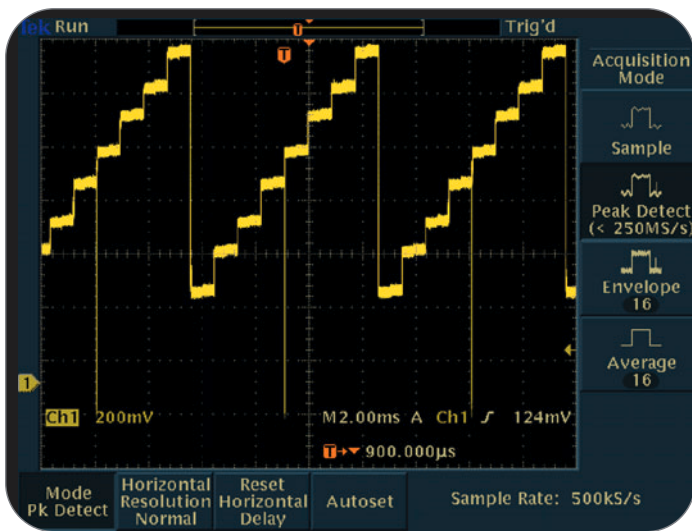 Tek Run
T
Trig'd
T
Acquisition
Mode
Sample
Peak Detect
(< 250MS/s)
Envelope
16
Average
16
1
Ch1 200mV
M2.00ms A Ch1 124mV
T 900.000µs
Mode
Pk Detect
Horizontal
Resolution
Normal
Reset
Horizontal
Delay
Autoset
Sample Rate: 500kS/s